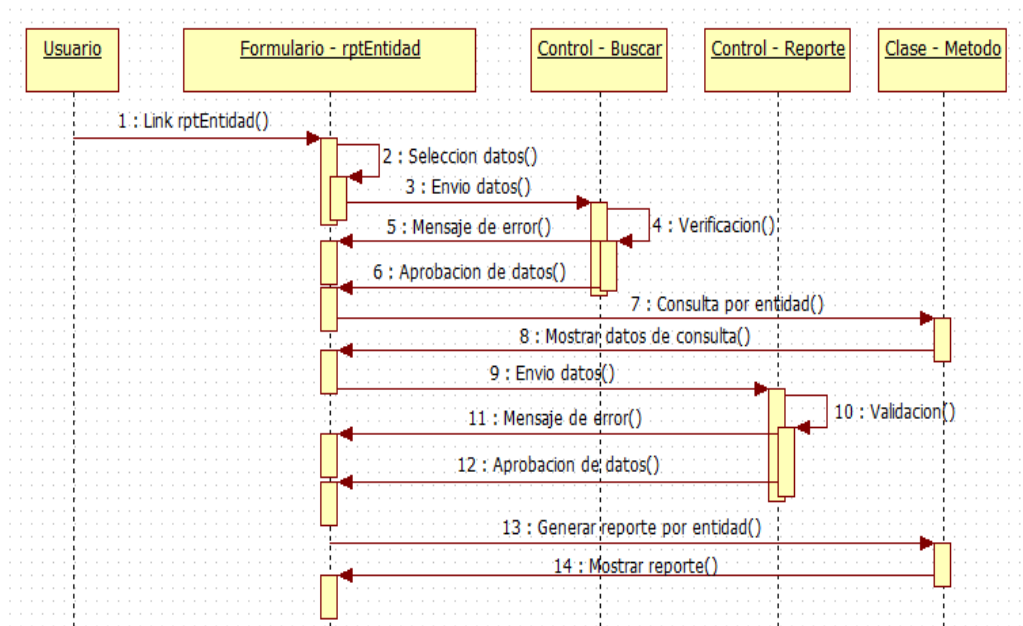 Usuario
Formulario - rptEntidad
Control - Buscar
Control - Reporte
Clase - Metodo
1 : Link rptEntidad()
2 : Seleccion datos()
3 : Envio datos()
4 : Verificacion()
5 : Mensaje de error()
6 : Aprobacion de datos()
7 : Consulta por entidad()
8 : Mostrar datos de consulta()
9 : Envio datos()
10 : Validacion()
11 : Mensaje de error()
12 : Aprobacion de datos()
13 : Generar reporte por entidad()
14 : Mostrar reporte()